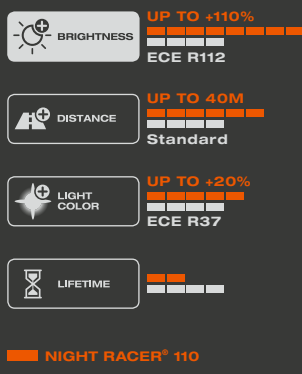 UP TO +110%
BRIGHTNESS
ECE R112
UP TO 40M
DISTANCE
Standard
UP TO +20%
LIGHT
COLOR
ECE R37
LIFETIME
NIGHT RACER® 110